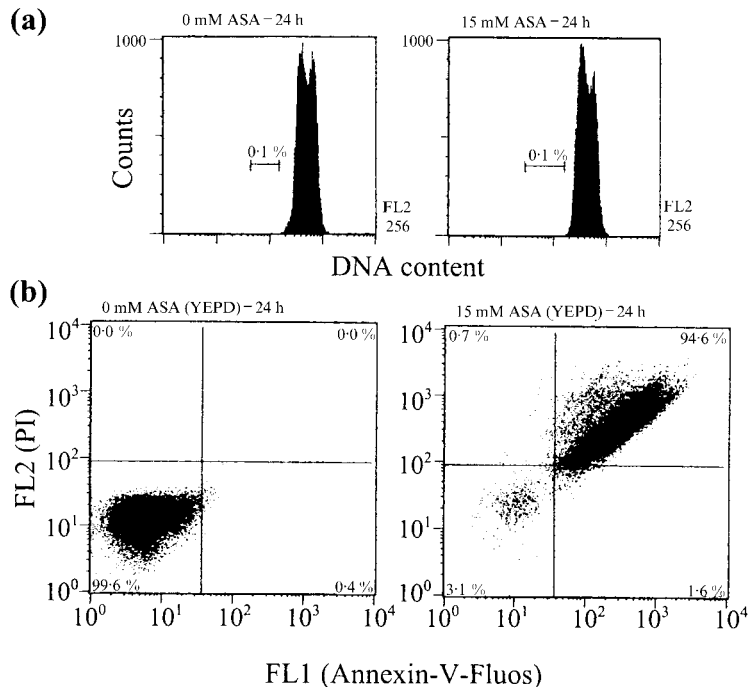 (a)
0 mM ASA – 24 h
15 mM ASA – 24 h
1000
1000
Counts
0·1 %
0·1 %
FL2
256
FL2
256
DNA content
(b)
0 mM ASA (YEPD) – 24 h
15 mM ASA (YEPD) – 24 h
10⁴
0·0 %
0·0 %
10⁴
0·7 %
94·6 %
10³
10³
FL2 (PI)
10²
10²
10¹
10¹
10⁰
99·6 %
0·4 %
10⁰
3·1 %
1·6 %
10⁰ 10¹ 10² 10³ 10⁴
10⁰ 10¹ 10² 10³ 10⁴
FL1 (Annexin-V-Fluos)